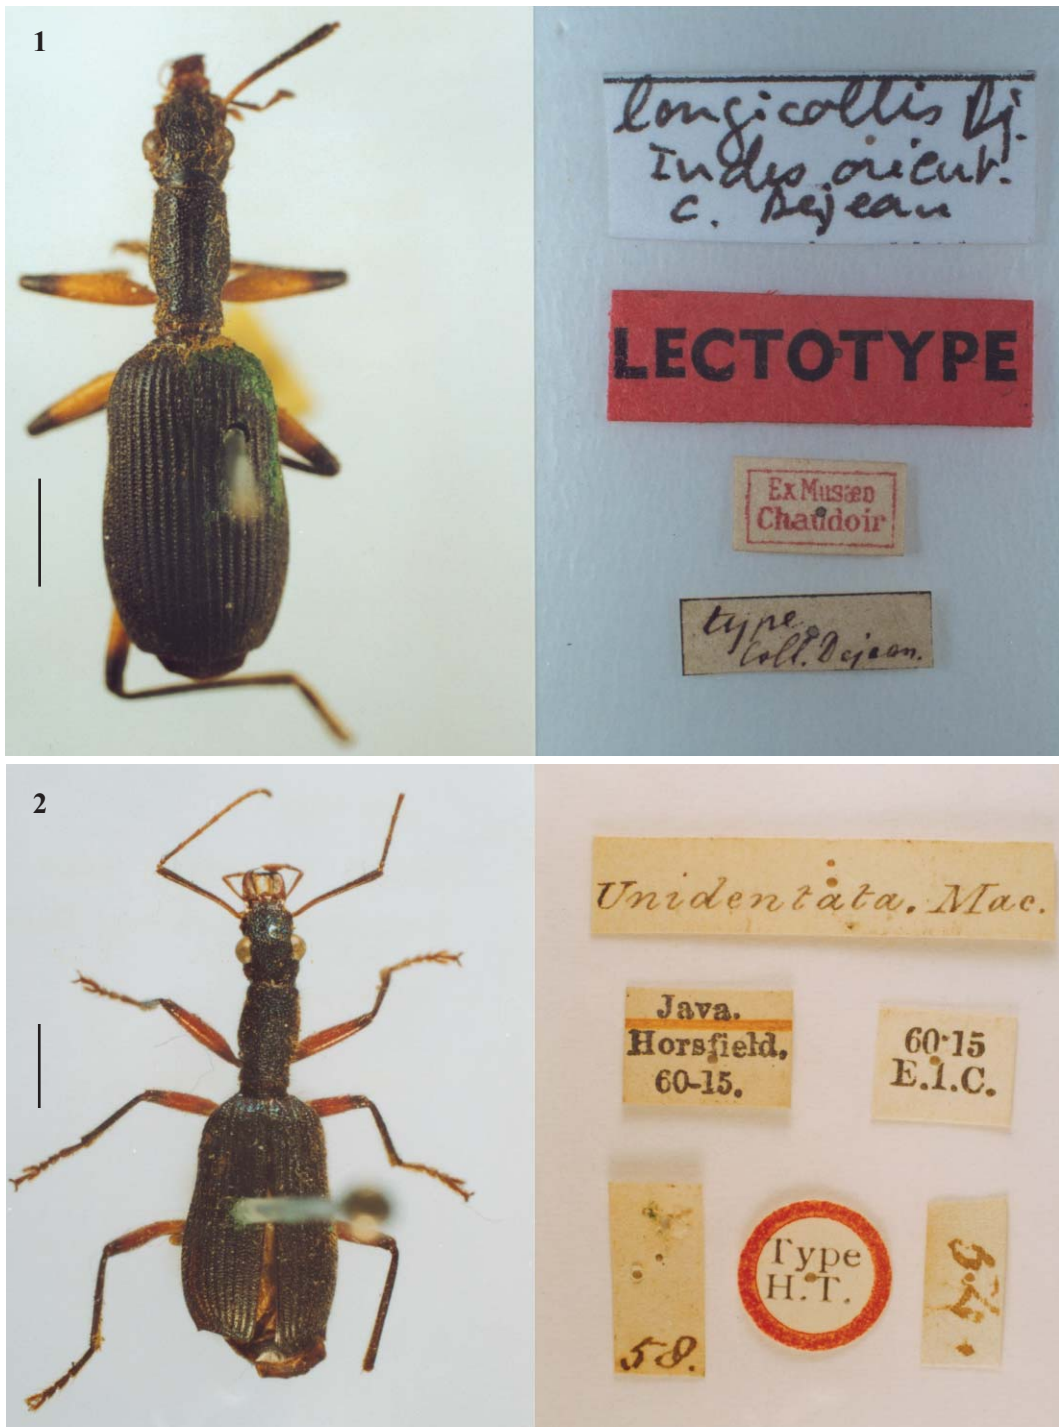 1
longicollis Dj.
Indes orient.
C. Dejean
LECTOTYPE
Ex Musæo
Chaudoir
type
Coll. Dejean.
2
Unidentata. Mac.
Java.
Horsfield.
60-15.
60·15
E.I.C.
58.
Type
H.T.